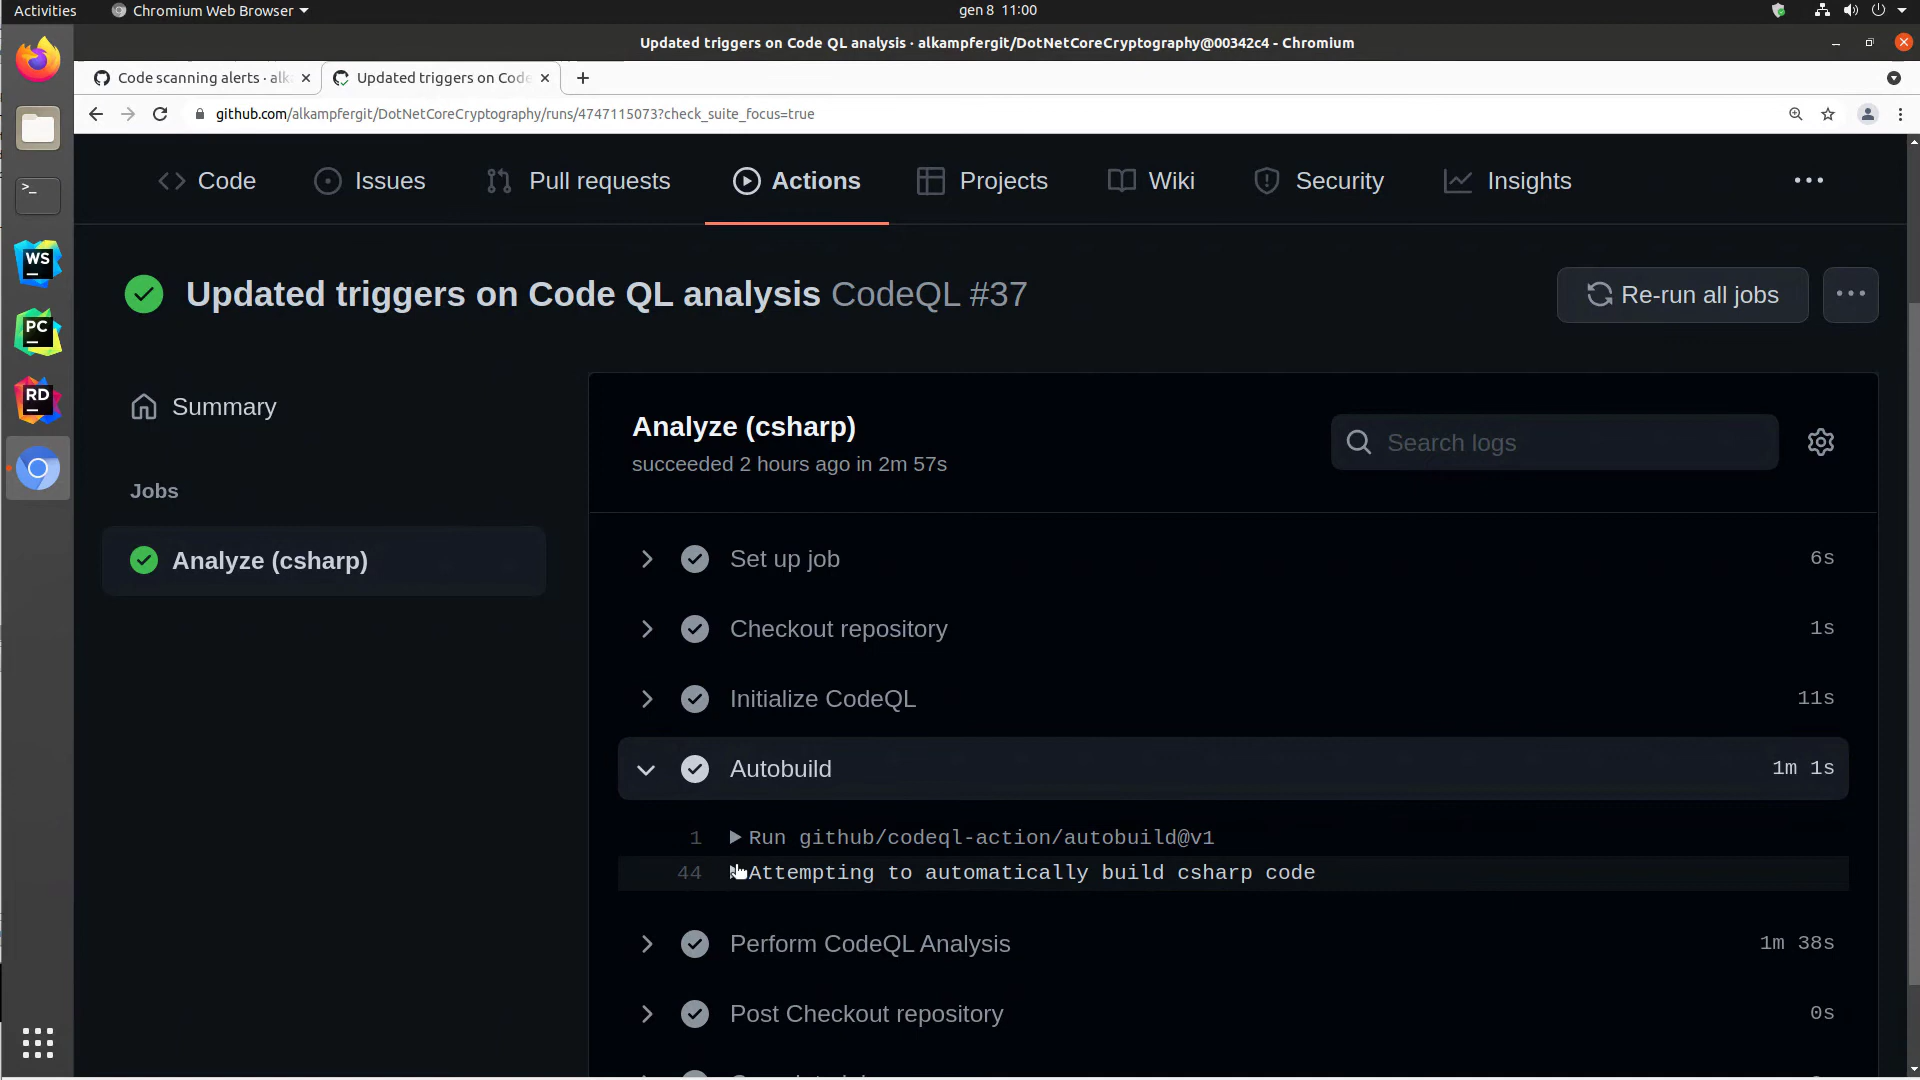 Activities
Chromium Web Browser
gen 8 11:00
Updated triggers on Code QL analysis · alkampfergit/DotNetCoreCryptography@00342c4 - Chromium
Code scanning alerts · alk
Updated triggers on Code
github.com/alkampfergit/DotNetCoreCryptography/runs/4747115073?check_suite_focus=true
Code
Issues
Pull requests
Actions
Projects
Wiki
Security
Insights
Updated triggers on Code QL analysis CodeQL #37
Re-run all jobs
Summary
Jobs
Analyze (csharp)
Analyze (csharp)
succeeded 2 hours ago in 2m 57s
Search logs
Set up job 6s
Checkout repository 1s
Initialize CodeQL 11s
Autobuild 1m 1s
1 Run github/codeql-action/autobuild@v1
44 Attempting to automatically build csharp code
Perform CodeQL Analysis 1m 38s
Post Checkout repository 0s
WS
PC
RD